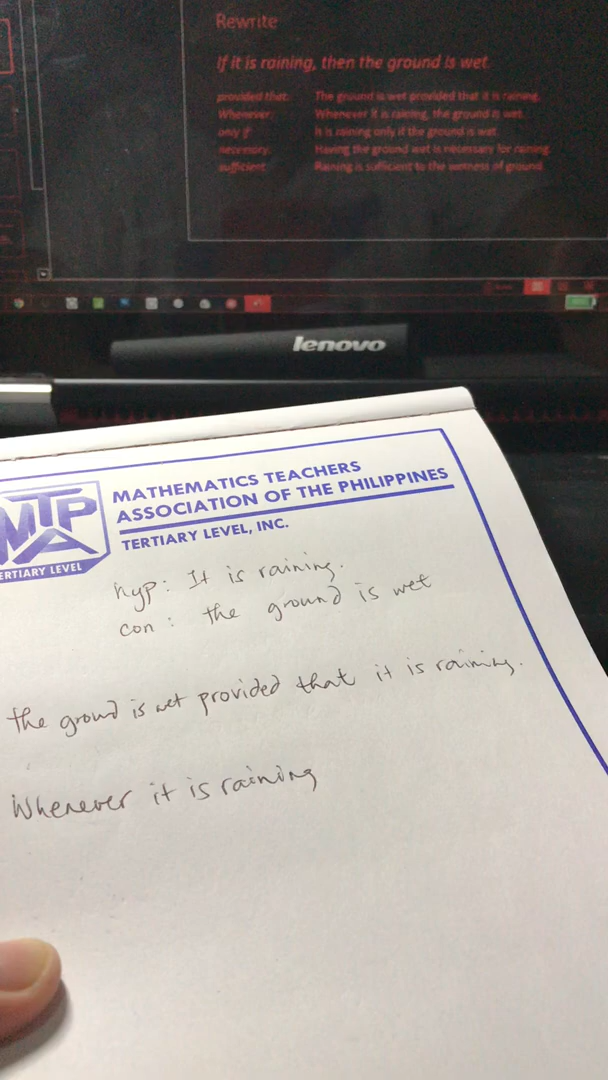 Rewrite
If it is raining, then the ground is wet.
provided that: The ground is wet provided that it is raining.
Whenever: Whenever it is raining, the ground is wet.
only if It is raining only if the ground is wet.
necessary: Having the ground wet is necessary for raining.
sufficient: Raining is sufficient to the wetness of ground.
lenovo
MTPA
TERTIARY LEVEL
MATHEMATICS TEACHERS
ASSOCIATION OF THE PHILIPPINES
TERTIARY LEVEL, INC.
hyp: It is raining.
con: the ground is wet
the ground is wet provided that it is raining.
Whenever it is raining